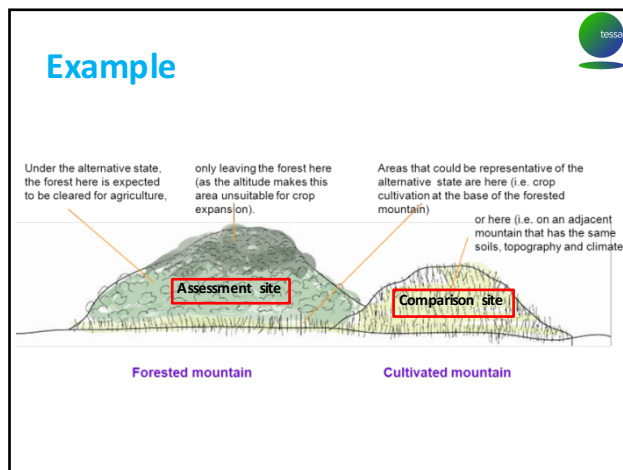 tessa
Example
Under the alternative state,
the forest here is expected
to be cleared for agriculture,
only leaving the forest here
(as the altitude makes this
area unsuitable for crop
expansion).
Areas that could be representative of the
alternative state are here (i.e. crop
cultivation at the base of the forested
mountain)
or here (i.e. on an adjacent
mountain that has the same
soils, topography and climate
Assessment site
Comparison site
Forested mountain
Cultivated mountain